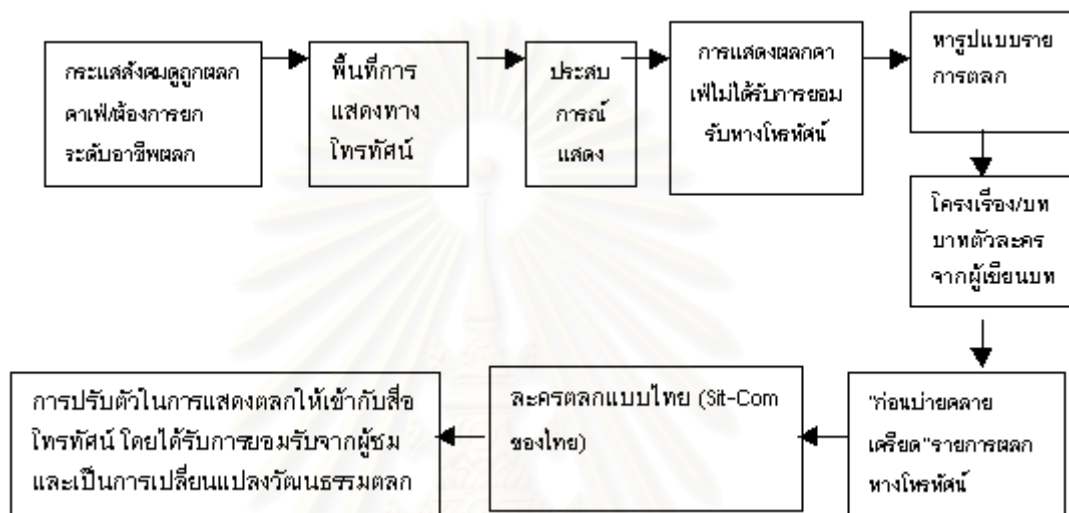 กระแสสังคมดูถูกตลก
คาเฟ่/ต้องการยก
ระดับอาชีพตลก
พื้นที่การ
แสดงทาง
โทรทัศน์
ประสบ
การณ์
แสดง
การแสดงตลกคา
เฟ่ไม่ได้รับการยอม
รับทางโทรทัศน์
หารูปแบบราย
การตลก
โครงเรื่อง/บท
บาทตัวละคร
จากผู้เขียนบท
"ก่อนบ่ายคลาย
เครียด"รายการตลก
ทางโทรทัศน์
ละครตลกแบบไทย (Sit-Com
ของไทย)
การปรับตัวในการแสดงตลกให้เข้ากับสื่อ
โทรทัศน์ โดยได้รับการยอมรับจากผู้ชม
และเป็นการเปลี่ยนแปลงวัฒนธรรมตลก